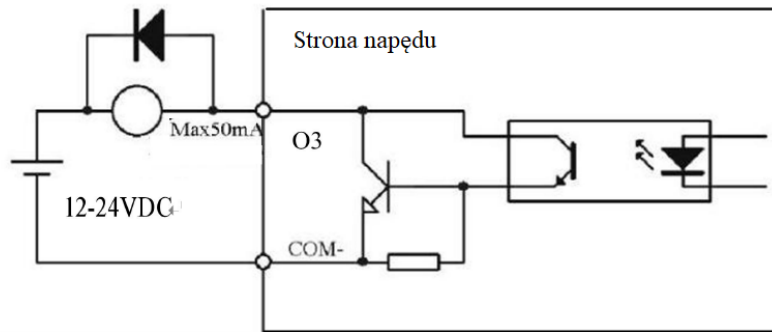 Strona napędu
Max50mA
O3
12-24VDC
COM-